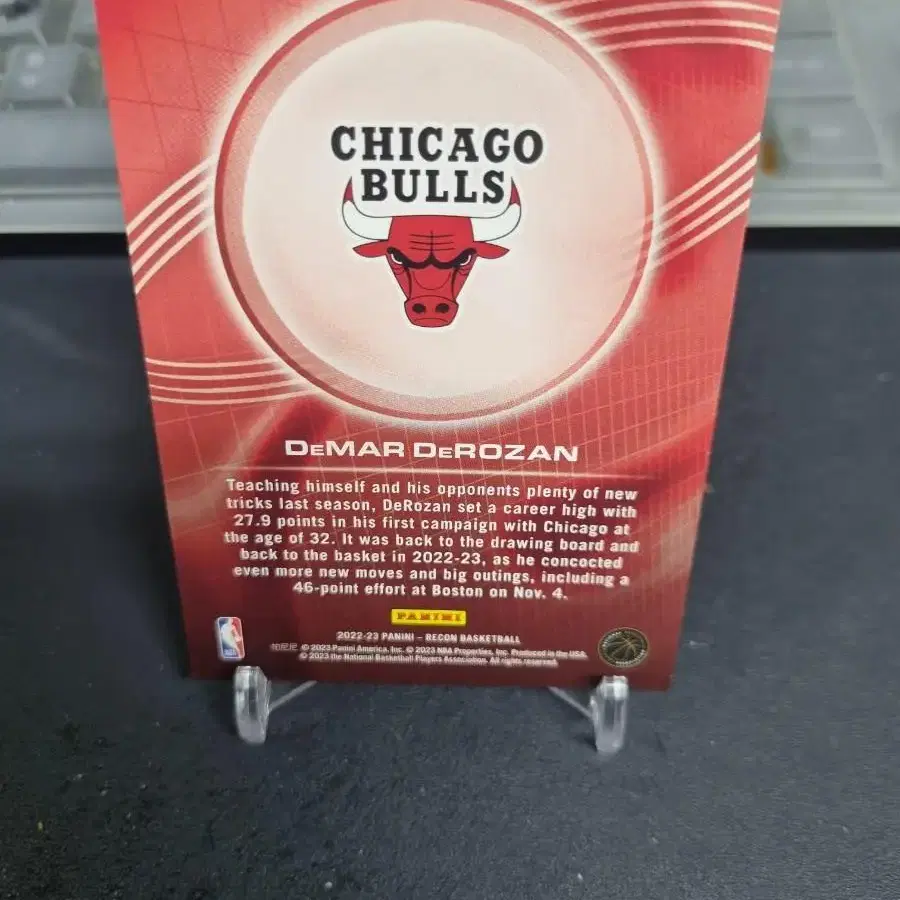 CHICAGO
BULLS
DEMAR DEROZAN
Teaching himself and his opponents plenty of new
tricks last season, DeRozan set a career high with
27.9 points in his first campaign with Chicago at
the age of 32. It was back to the drawing board and
back to the basket in 2022-23, as he concocted
even more new moves and big outings, including a
46-point effort at Boston on Nov. 4.
PANINI
2022-23 PANINI – RECON BASKETBALL
© 2023 Panini America, Inc. © 2023 NBA Properties, Inc. Produced in the USA.
© 2023 the National Basketball Players Association. All rights reserved.